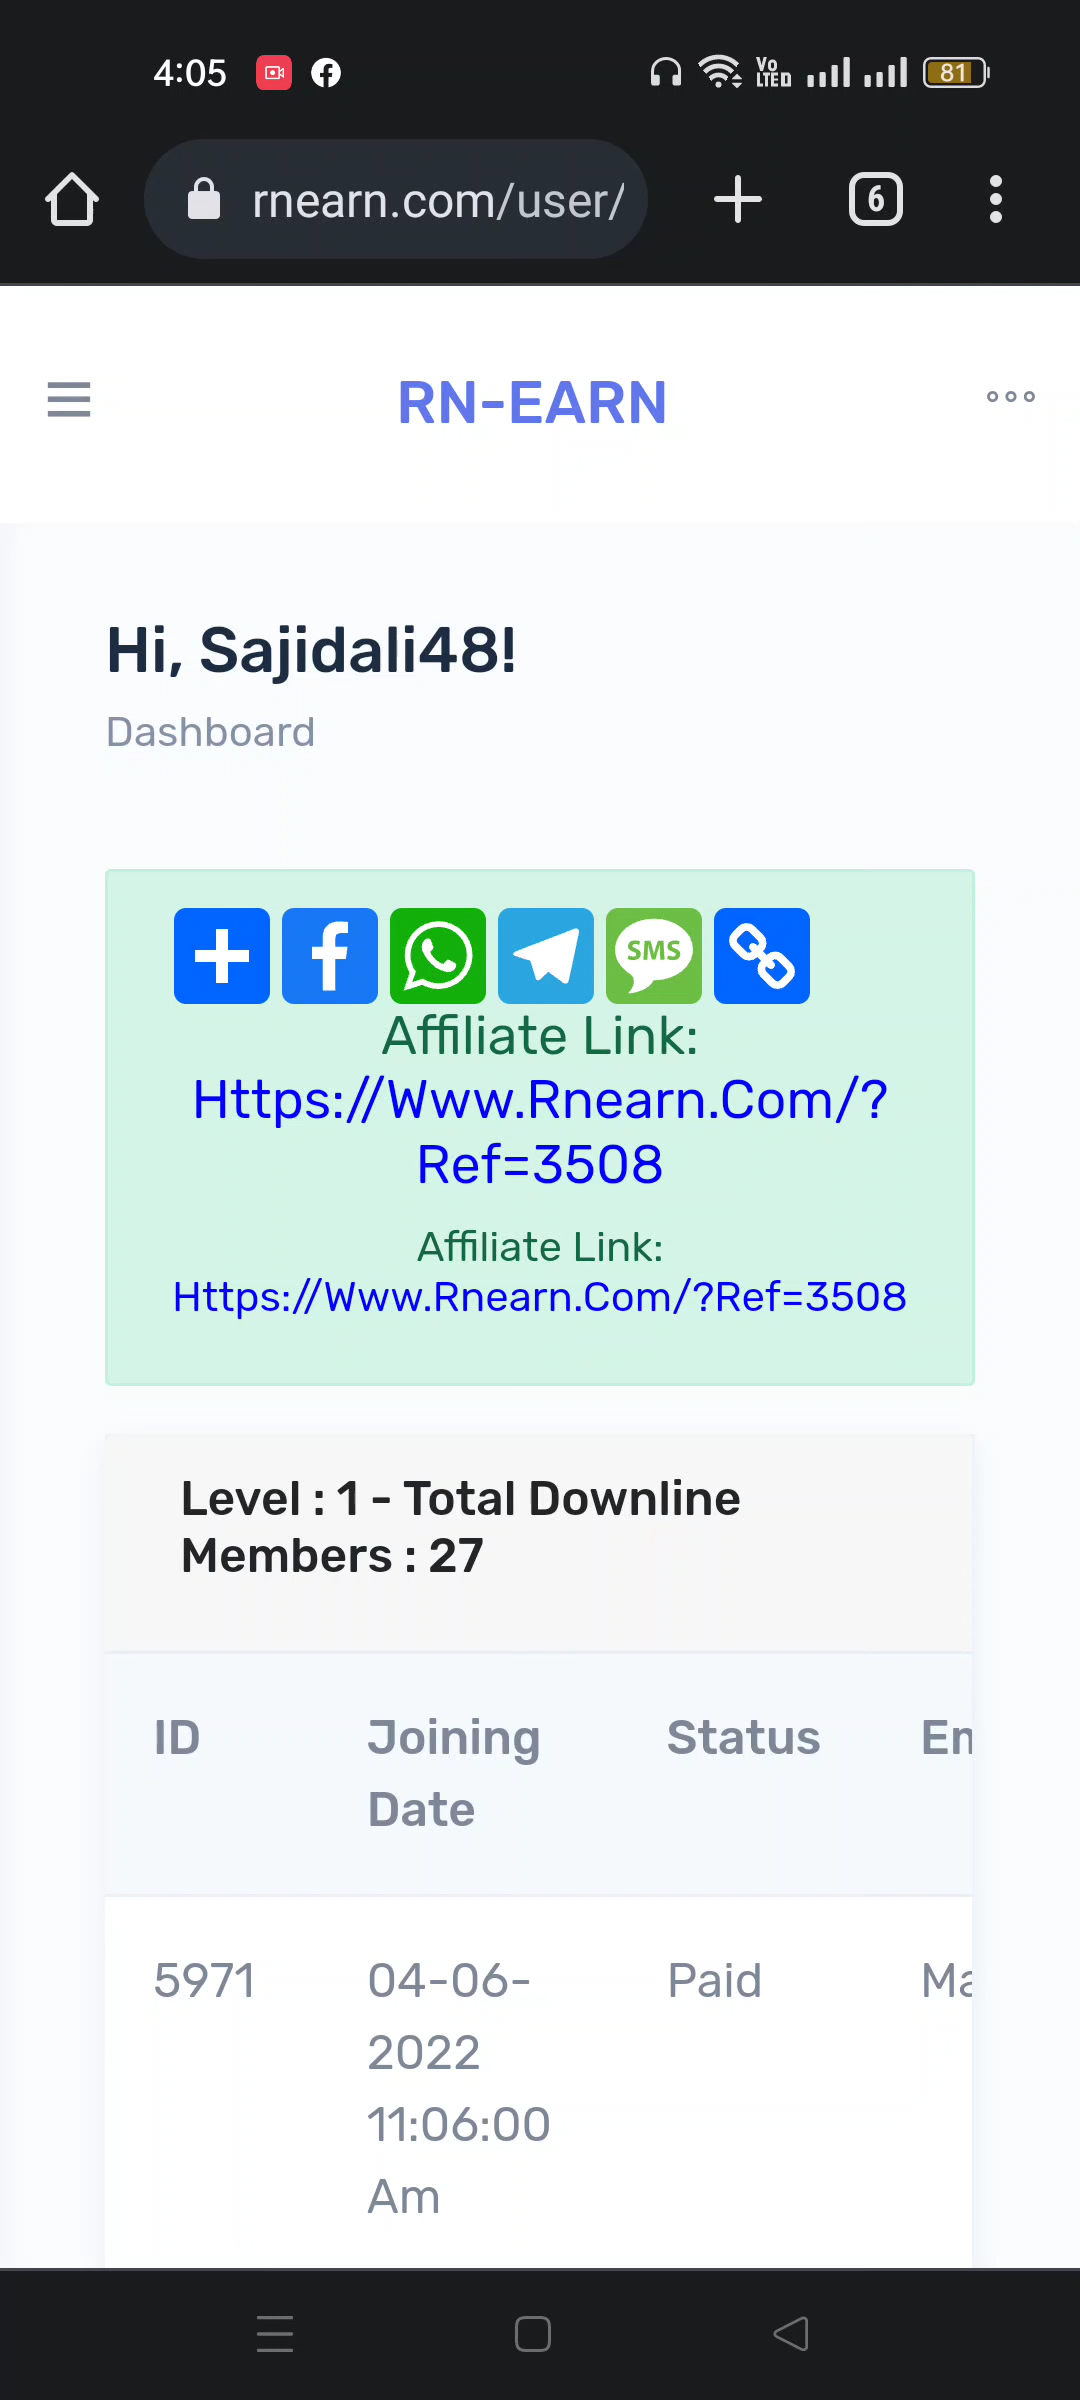 4:05
Vo
LTED
81
rnearn.com/user/
6
RN-EARN
Hi, Sajidali48!
Dashboard
SMS
Affiliate Link:
Https://Www.Rnearn.Com/?
Ref=3508
Affiliate Link:
Https://Www.Rnearn.Com/?Ref=3508
Level : 1 - Total Downline
Members : 27
ID Joining Status
Date
5971 04-06- Paid
2022
11:06:00
Am